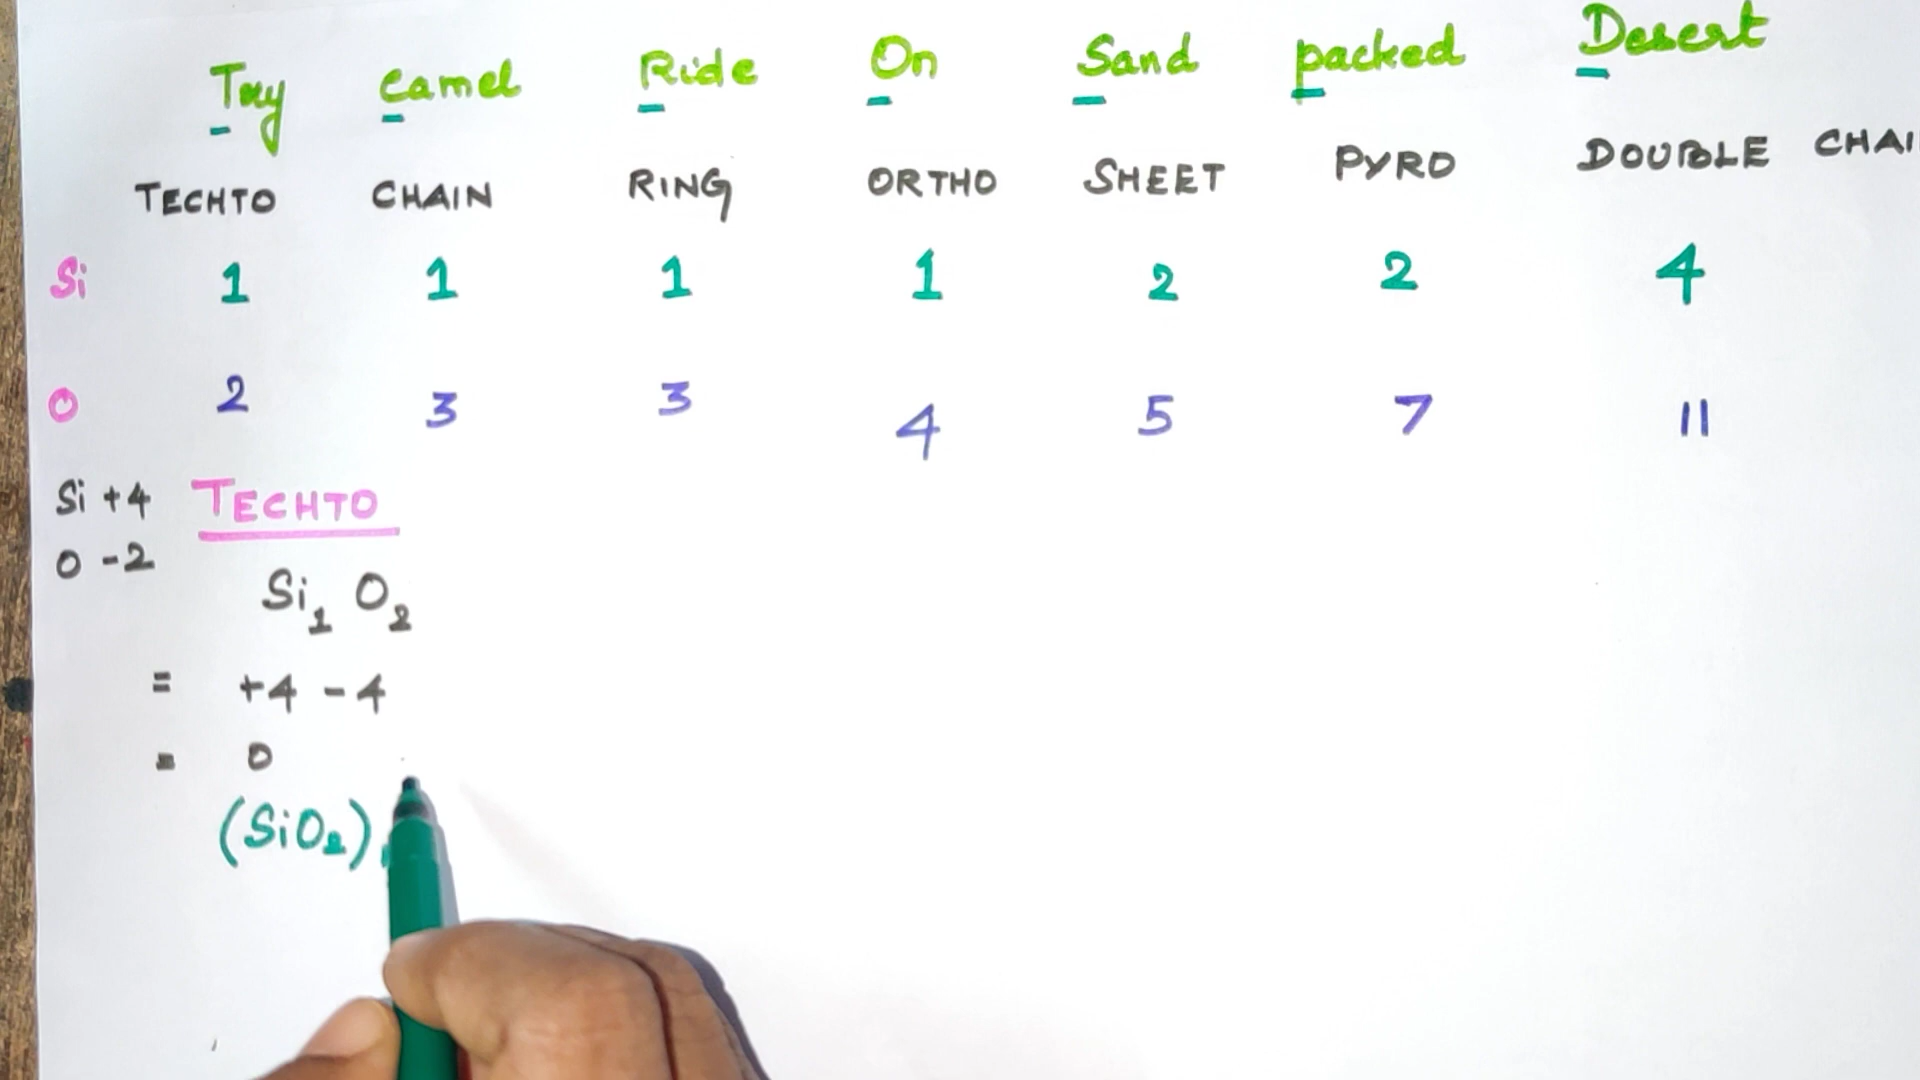 Try Camel Ride On Sand packed Desert
TECHTO CHAIN RING ORTHO SHEET PYRO DOUBLE CHAI
Si 1 1 1 1 2 2 4
O 2 3 3 4 5 7 11
Si +4 TECHTO
O -2
Si₁ O₂
= +4 -4
= 0
(SiO₂)